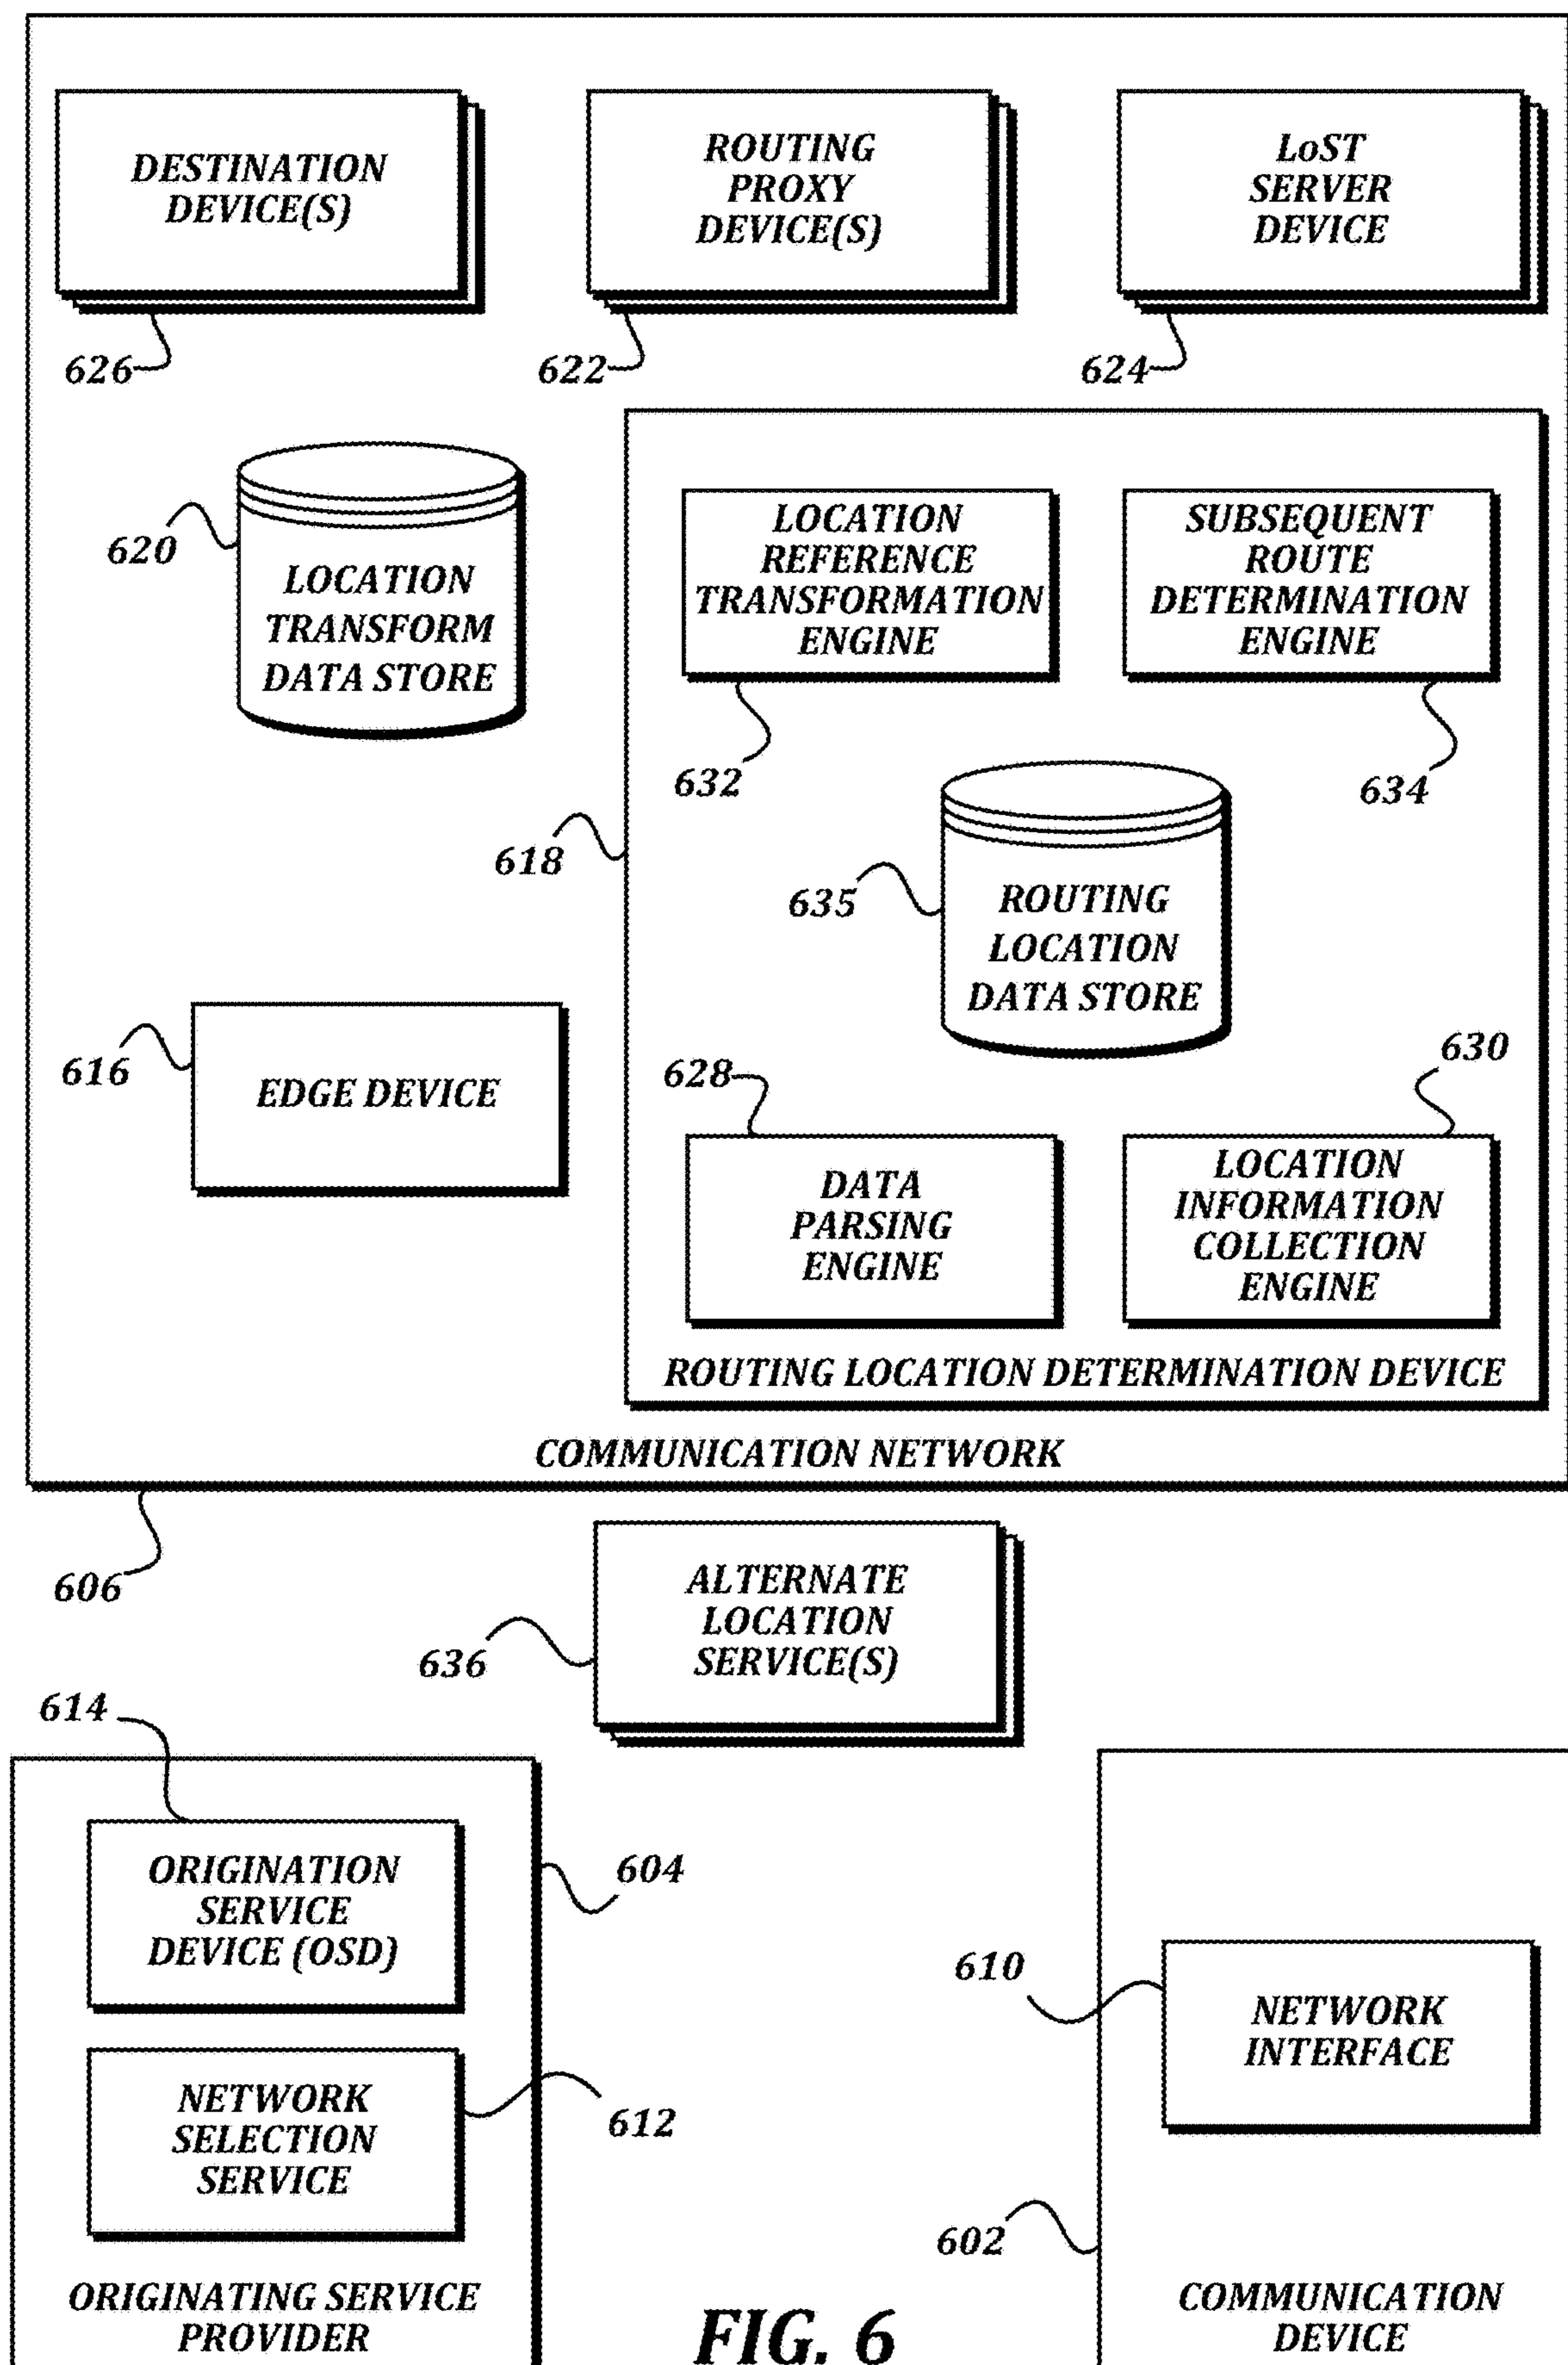 DESTINATION
DEVICE(S)
626
ROUTING
PROXY
DEVICE(S)
622
LoST
SERVER
DEVICE
624
620
LOCATION
TRANSFORM
DATA STORE
LOCATION
REFERENCE
TRANSFORMATION
ENGINE
632
SUBSEQUENT
ROUTE
DETERMINATION
ENGINE
634
618
635
ROUTING
LOCATION
DATA STORE
616
EDGE DEVICE
628
DATA
PARSING
ENGINE
630
LOCATION
INFORMATION
COLLECTION
ENGINE
ROUTING LOCATION DETERMINATION DEVICE
COMMUNICATION NETWORK
606
ALTERNATE
LOCATION
SERVICE(S)
636
614
ORIGINATION
SERVICE
DEVICE (OSD)
604
NETWORK
SELECTION
SERVICE
612
ORIGINATING SERVICE
PROVIDER
610
NETWORK
INTERFACE
602
COMMUNICATION
DEVICE
FIG. 6